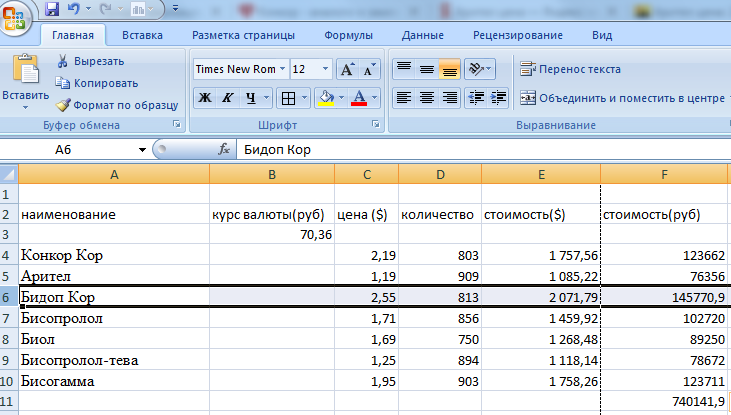 Главная Вставка Разметка страницы Формулы Данные Рецензирование Вид
Вставить
Вырезать
Копировать
Формат по образцу
Буфер обмена
Times New Rom 12
Ж К Ч
Шрифт
Перенос текста
Объединить и поместить в центре
Выравнивание
A6 fx Бидоп Кор
A B C D E F
1
2 наименование курс валюты(руб) цена ($) количество стоимость($) стоимость(руб)
3 70,36
4 Конкор Кор 2,19 803 1 757,56 123662
5 Арител 1,19 909 1 085,22 76356
6 Бидоп Кор 2,55 813 2 071,79 145770,9
7 Бисопролол 1,71 856 1 459,92 102720
8 Биол 1,69 750 1 268,48 89250
9 Бисопролол-тева 1,25 894 1 118,14 78672
10 Бисогамма 1,95 903 1 758,26 123711
11 740141,9